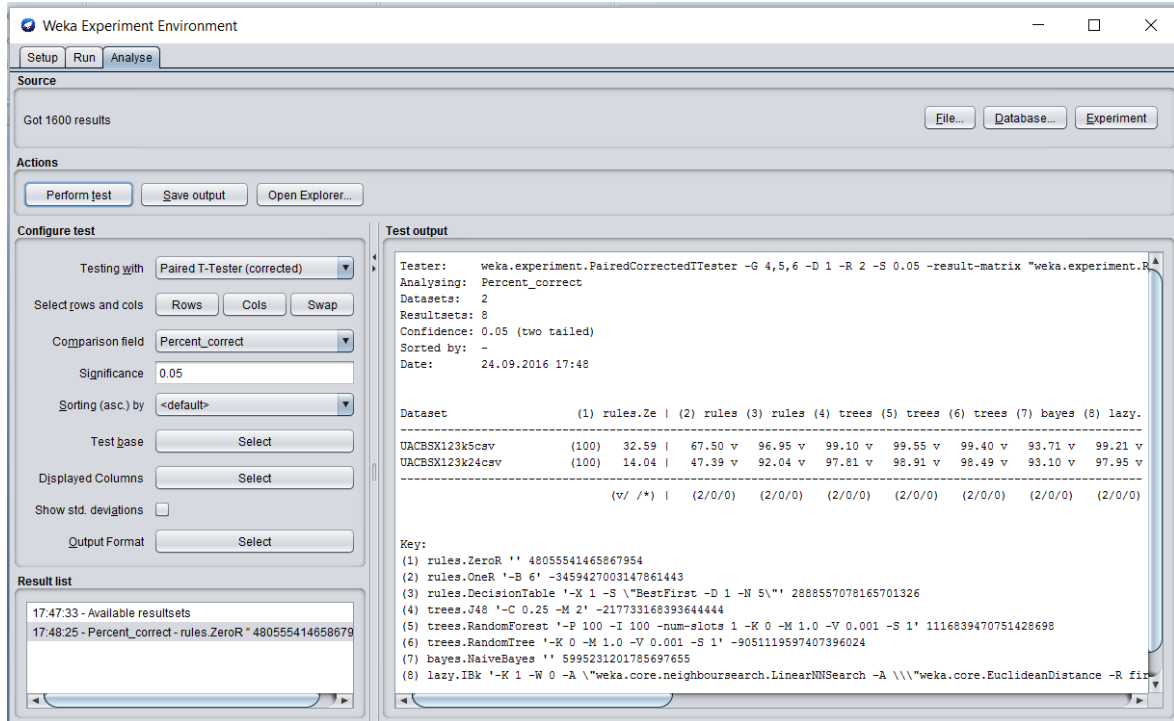 Weka Experiment Environment
Setup Run Analyse
Source
Got 1600 results
File... Database... Experiment
Actions
Perform test Save output Open Explorer...
Configure test
Testing with Paired T-Tester (corrected)
Select rows and cols Rows Cols Swap
Comparison field Percent_correct
Significance 0.05
Sorting (asc.) by <default>
Test base Select
Displayed Columns Select
Show std. deviations
Output Format Select
Result list
17:47:33 - Available resultsets
17:48:25 - Percent_correct - rules.ZeroR '' 480555414658679
Test output
Tester: weka.experiment.PairedCorrectedTTester -G 4,5,6 -D 1 -R 2 -S 0.05 -result-matrix "weka.experiment.R
Analysing: Percent_correct
Datasets: 2
Resultsets: 8
Confidence: 0.05 (two tailed)
Sorted by: -
Date: 24.09.2016 17:48
Dataset (1) rules.Ze | (2) rules (3) rules (4) trees (5) trees (6) trees (7) bayes (8) lazy.
------------------------------------------------------------
UACBSX123k5csv (100) 32.59 | 67.50 v 96.95 v 99.10 v 99.55 v 99.40 v 93.71 v 99.21 v
UACBSX123k24csv (100) 14.04 | 47.39 v 92.04 v 97.81 v 98.91 v 98.49 v 93.10 v 97.95 v
------------------------------------------------------------
(v/ /*) | (2/0/0) (2/0/0) (2/0/0) (2/0/0) (2/0/0) (2/0/0) (2/0/0)
Key:
(1) rules.ZeroR '' 48055541465867954
(2) rules.OneR '-B 6' -3459427003147861443
(3) rules.DecisionTable '-X 1 -S \"BestFirst -D 1 -N 5\"' 2888557078165701326
(4) trees.J48 '-C 0.25 -M 2' -217733168393644444
(5) trees.RandomForest '-P 100 -I 100 -num-slots 1 -K 0 -M 1.0 -V 0.001 -S 1' 1116839470751428698
(6) trees.RandomTree '-K 0 -M 1.0 -V 0.001 -S 1' -9051119597407396024
(7) bayes.NaiveBayes '' 5995231201785697655
(8) lazy.IBk '-K 1 -W 0 -A \"weka.core.neighboursearch.LinearNNSearch -A \\\"weka.core.EuclideanDistance -R fir